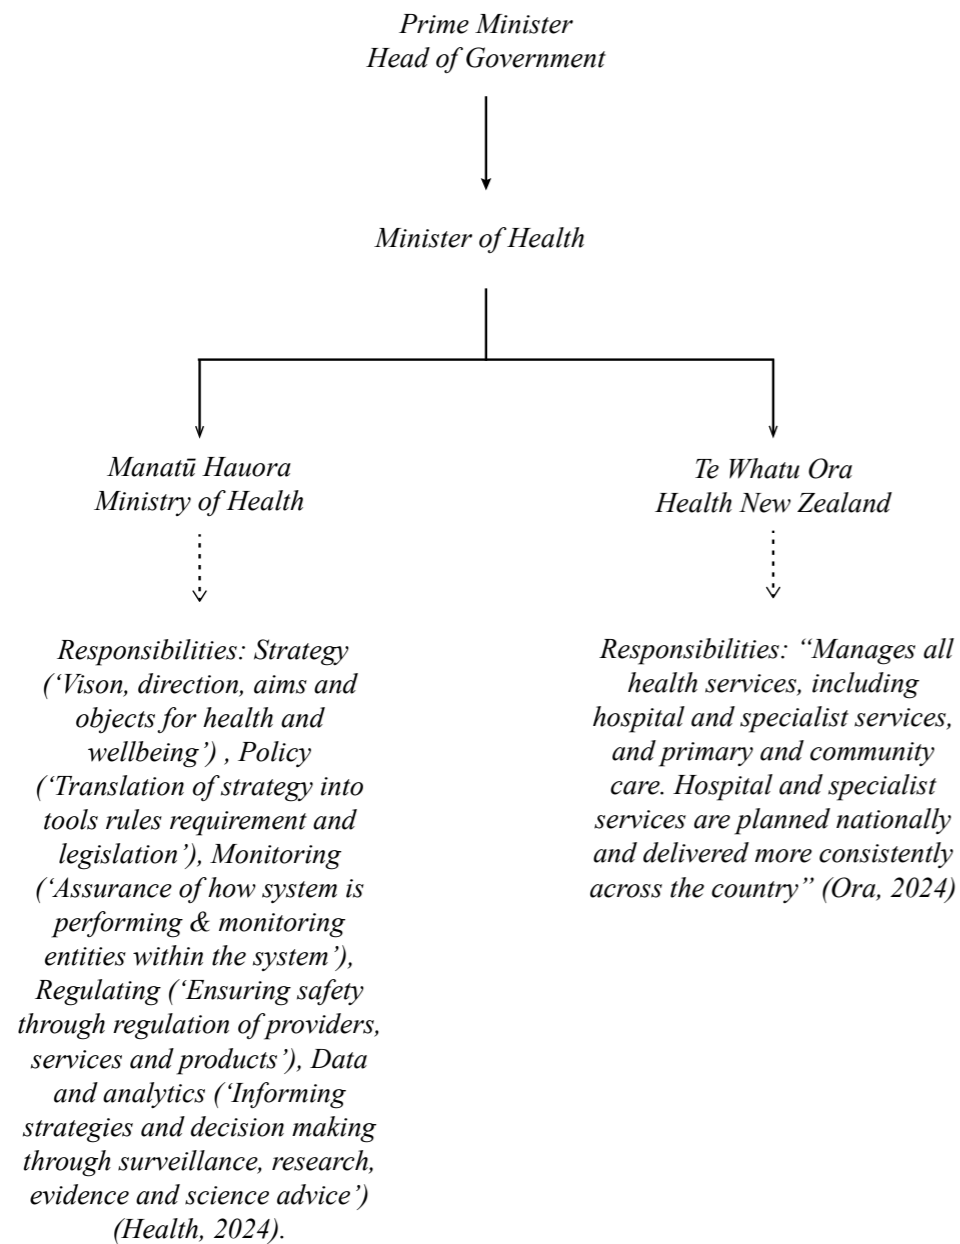 Prime Minister
Head of Government
Minister of Health
Manatū Hauora
Ministry of Health
Te Whatu Ora
Health New Zealand
Responsibilities: Strategy
(‘Vison, direction, aims and
objects for health and
wellbeing’) , Policy
(‘Translation of strategy into
tools rules requirement and
legislation’), Monitoring
(‘Assurance of how system is
performing & monitoring
entities within the system’),
Regulating (‘Ensuring safety
through regulation of providers,
services and products’), Data
and analytics (‘Informing
strategies and decision making
through surveillance, research,
evidence and science advice’)
(Health, 2024).
Responsibilities: “Manages all
health services, including
hospital and specialist services,
and primary and community
care. Hospital and specialist
services are planned nationally
and delivered more consistently
across the country” (Ora, 2024)